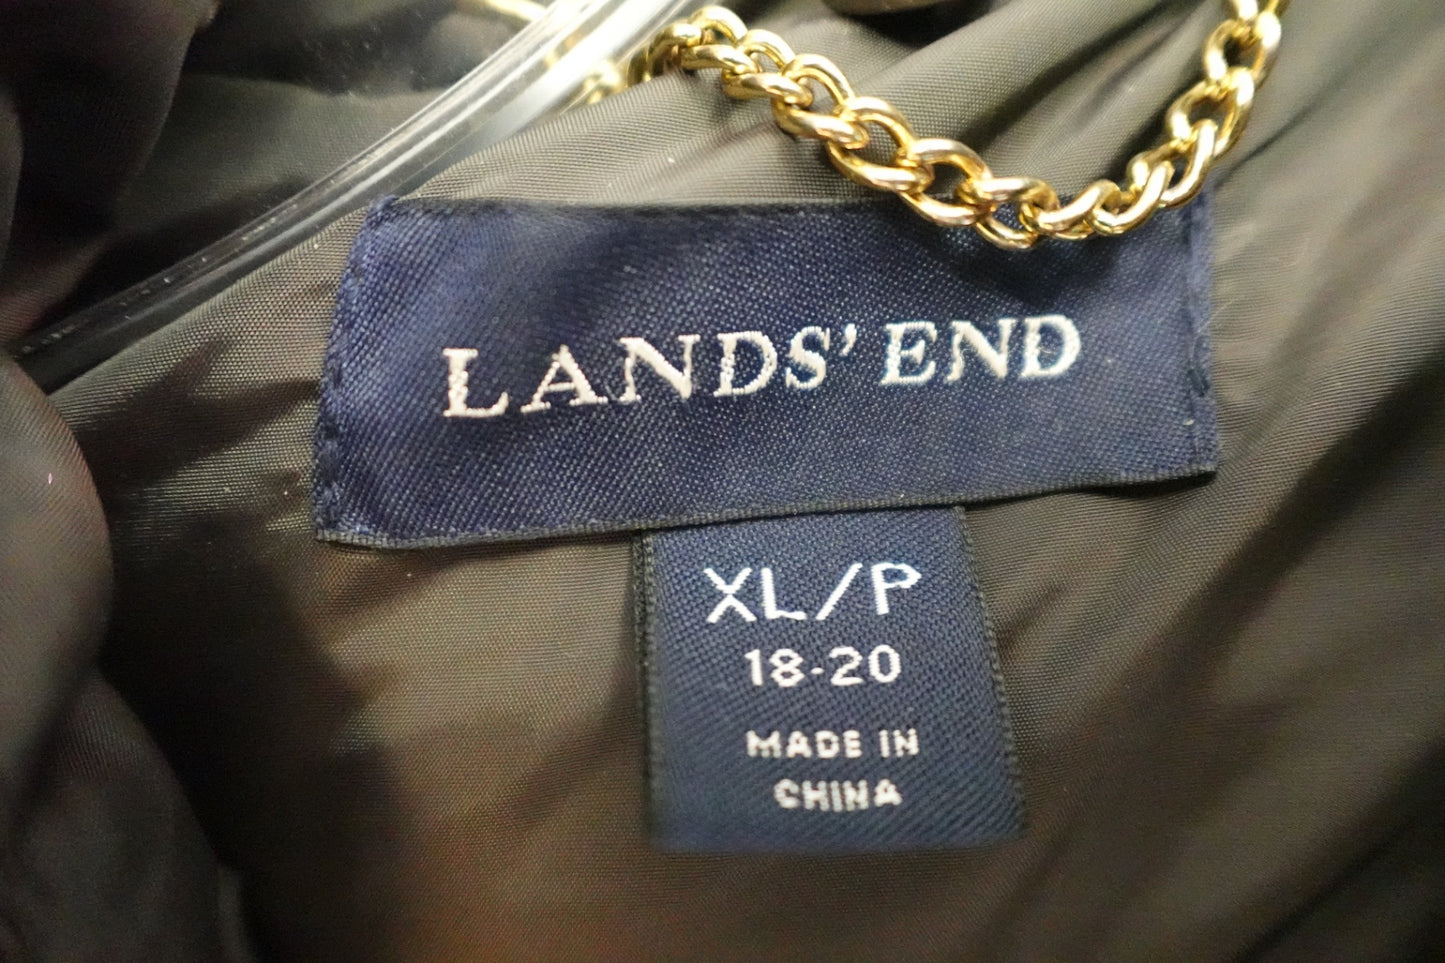 LANDS' END
XL/P
18-20
MADE IN
CHINA